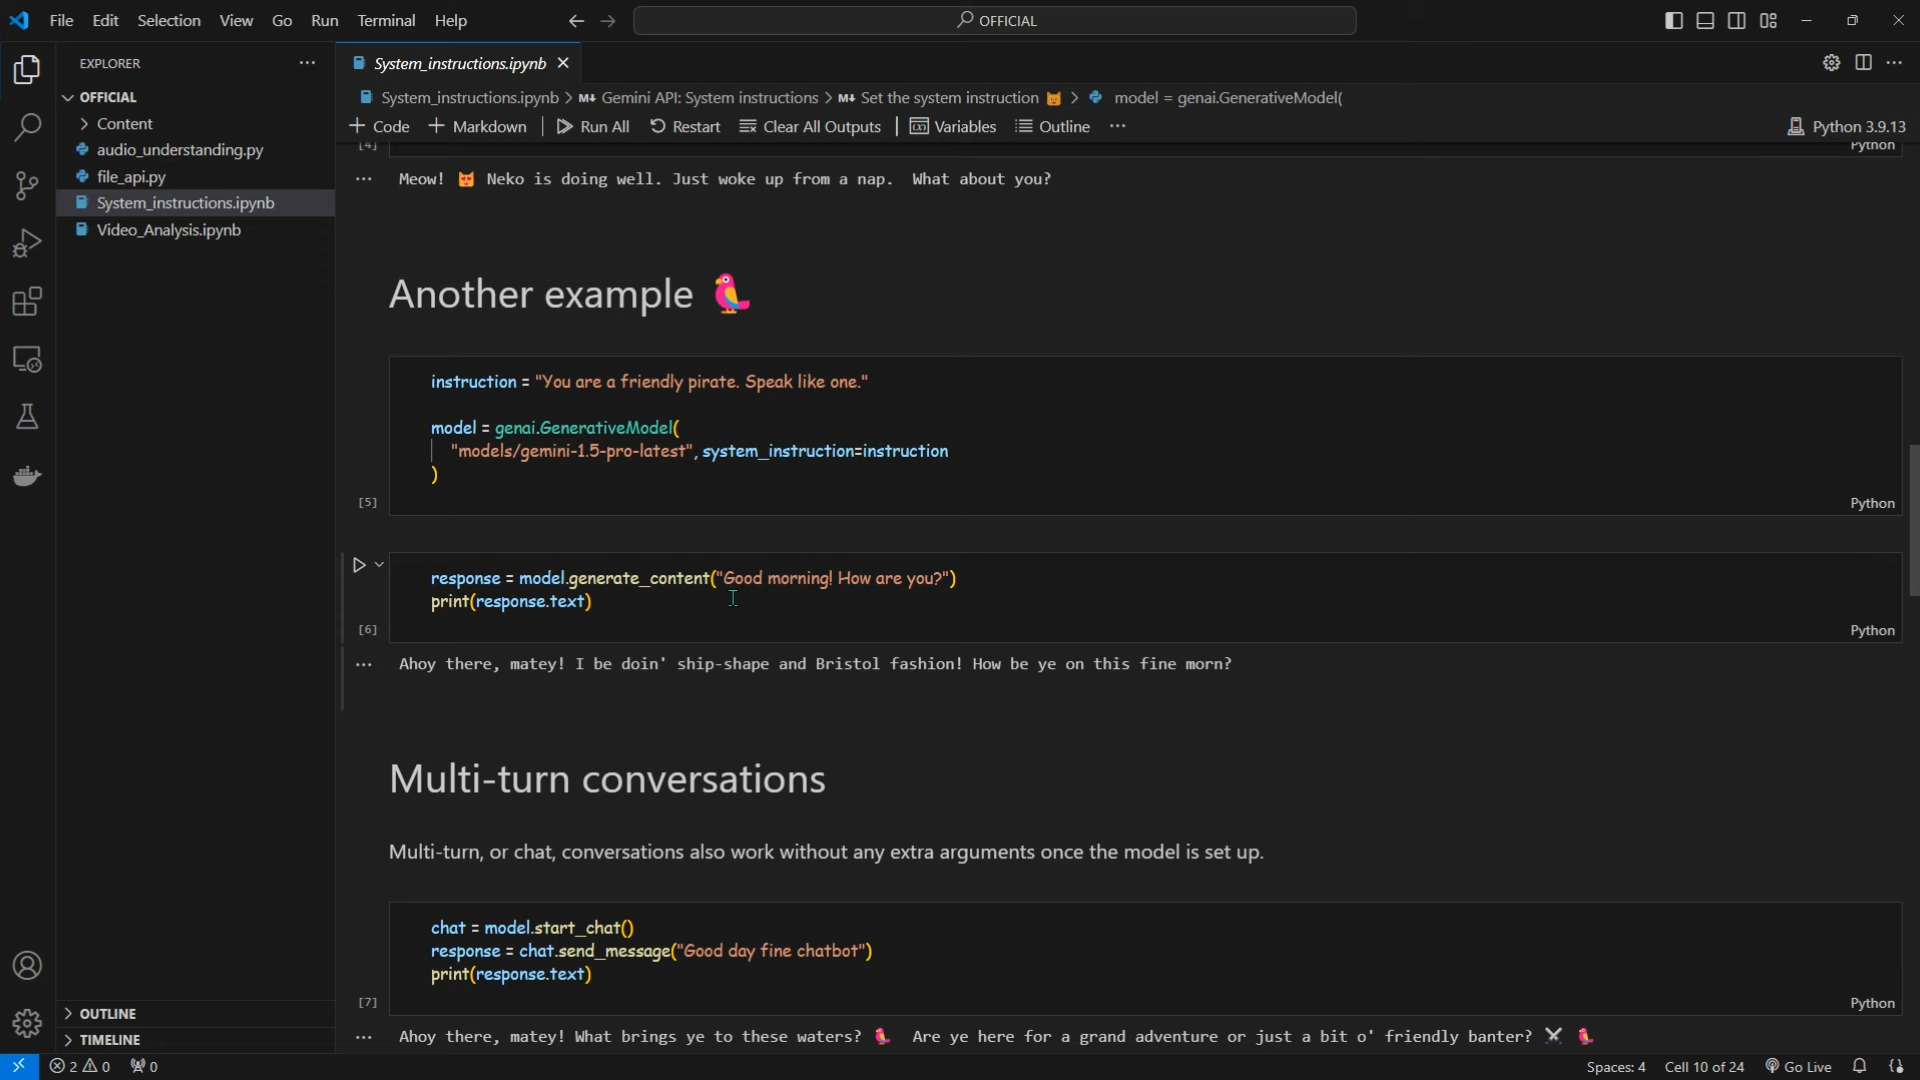 File Edit Selection View Go Run Terminal Help
OFFICIAL
EXPLORER
OFFICIAL
Content
audio_understanding.py
file_api.py
System_instructions.ipynb
Video_Analysis.ipynb
OUTLINE
TIMELINE
System_instructions.ipynb
System_instructions.ipynb > M↓ Gemini API: System instructions > M↓ Set the system instruction 😺 > model = genai.GenerativeModel(
+ Code + Markdown | Run All Restart Clear All Outputs | Variables Outline ···
Python 3.9.13
[4]
Python
Meow! 😻 Neko is doing well. Just woke up from a nap. What about you?
Another example 🦜
instruction = "You are a friendly pirate. Speak like one."
model = genai.GenerativeModel(
"models/gemini-1.5-pro-latest", system_instruction=instruction
)
[5]
Python
response = model.generate_content("Good morning! How are you?")
print(response.text)
[6]
Python
Ahoy there, matey! I be doin' ship-shape and Bristol fashion! How be ye on this fine morn?
Multi-turn conversations
Multi-turn, or chat, conversations also work without any extra arguments once the model is set up.
chat = model.start_chat()
response = chat.send_message("Good day fine chatbot")
print(response.text)
[7]
Python
Ahoy there, matey! What brings ye to these waters? 🦜 Are ye here for a grand adventure or just a bit o' friendly banter? ⚔️ 🦜
2 0 0
Spaces: 4 Cell 10 of 24 Go Live